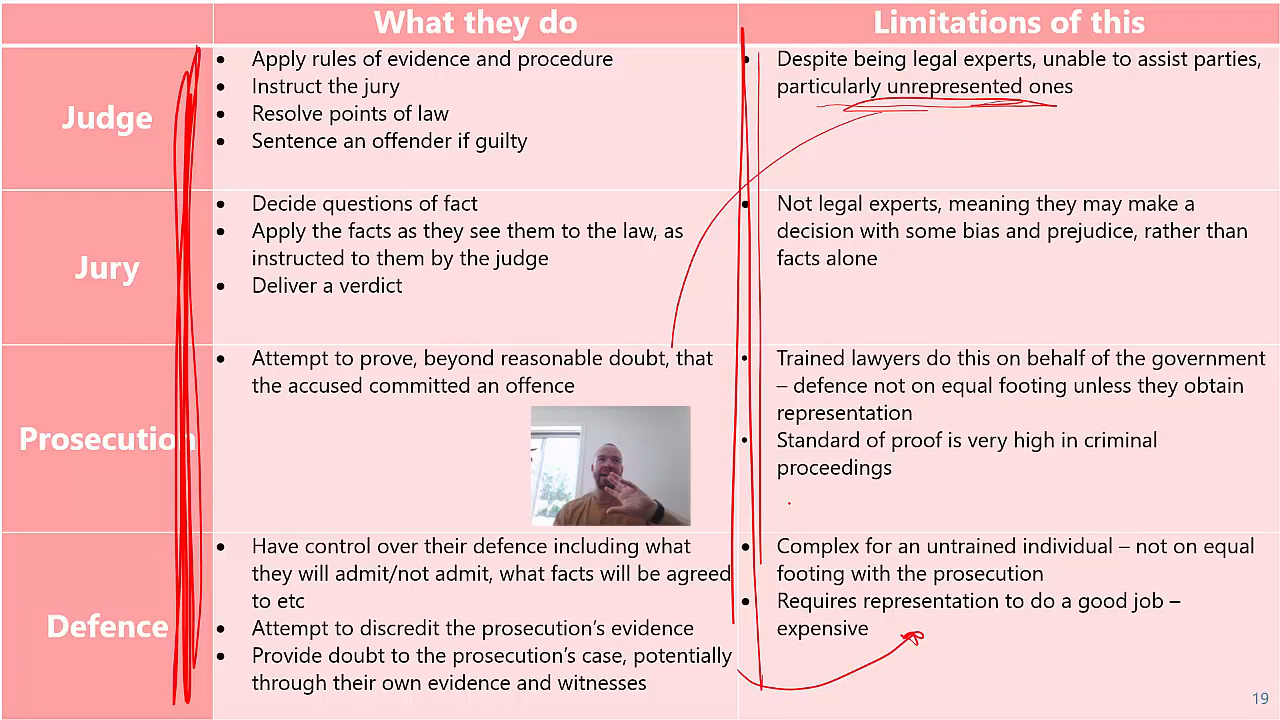 What they do
Limitations of this
Judge
• Apply rules of evidence and procedure
• Instruct the jury
• Resolve points of law
• Sentence an offender if guilty
• Despite being legal experts, unable to assist parties,
particularly unrepresented ones
Jury
• Decide questions of fact
• Apply the facts as they see them to the law, as
instructed to them by the judge
• Deliver a verdict
• Not legal experts, meaning they may make a
decision with some bias and prejudice, rather than
facts alone
Prosecution
• Attempt to prove, beyond reasonable doubt, that
the accused committed an offence
• Trained lawyers do this on behalf of the government
– defence not on equal footing unless they obtain
representation
• Standard of proof is very high in criminal
proceedings
Defence
• Have control over their defence including what
they will admit/not admit, what facts will be agreed
to etc
• Attempt to discredit the prosecution's evidence
• Provide doubt to the prosecution's case, potentially
through their own evidence and witnesses
• Complex for an untrained individual – not on equal
footing with the prosecution
• Requires representation to do a good job –
expensive
19